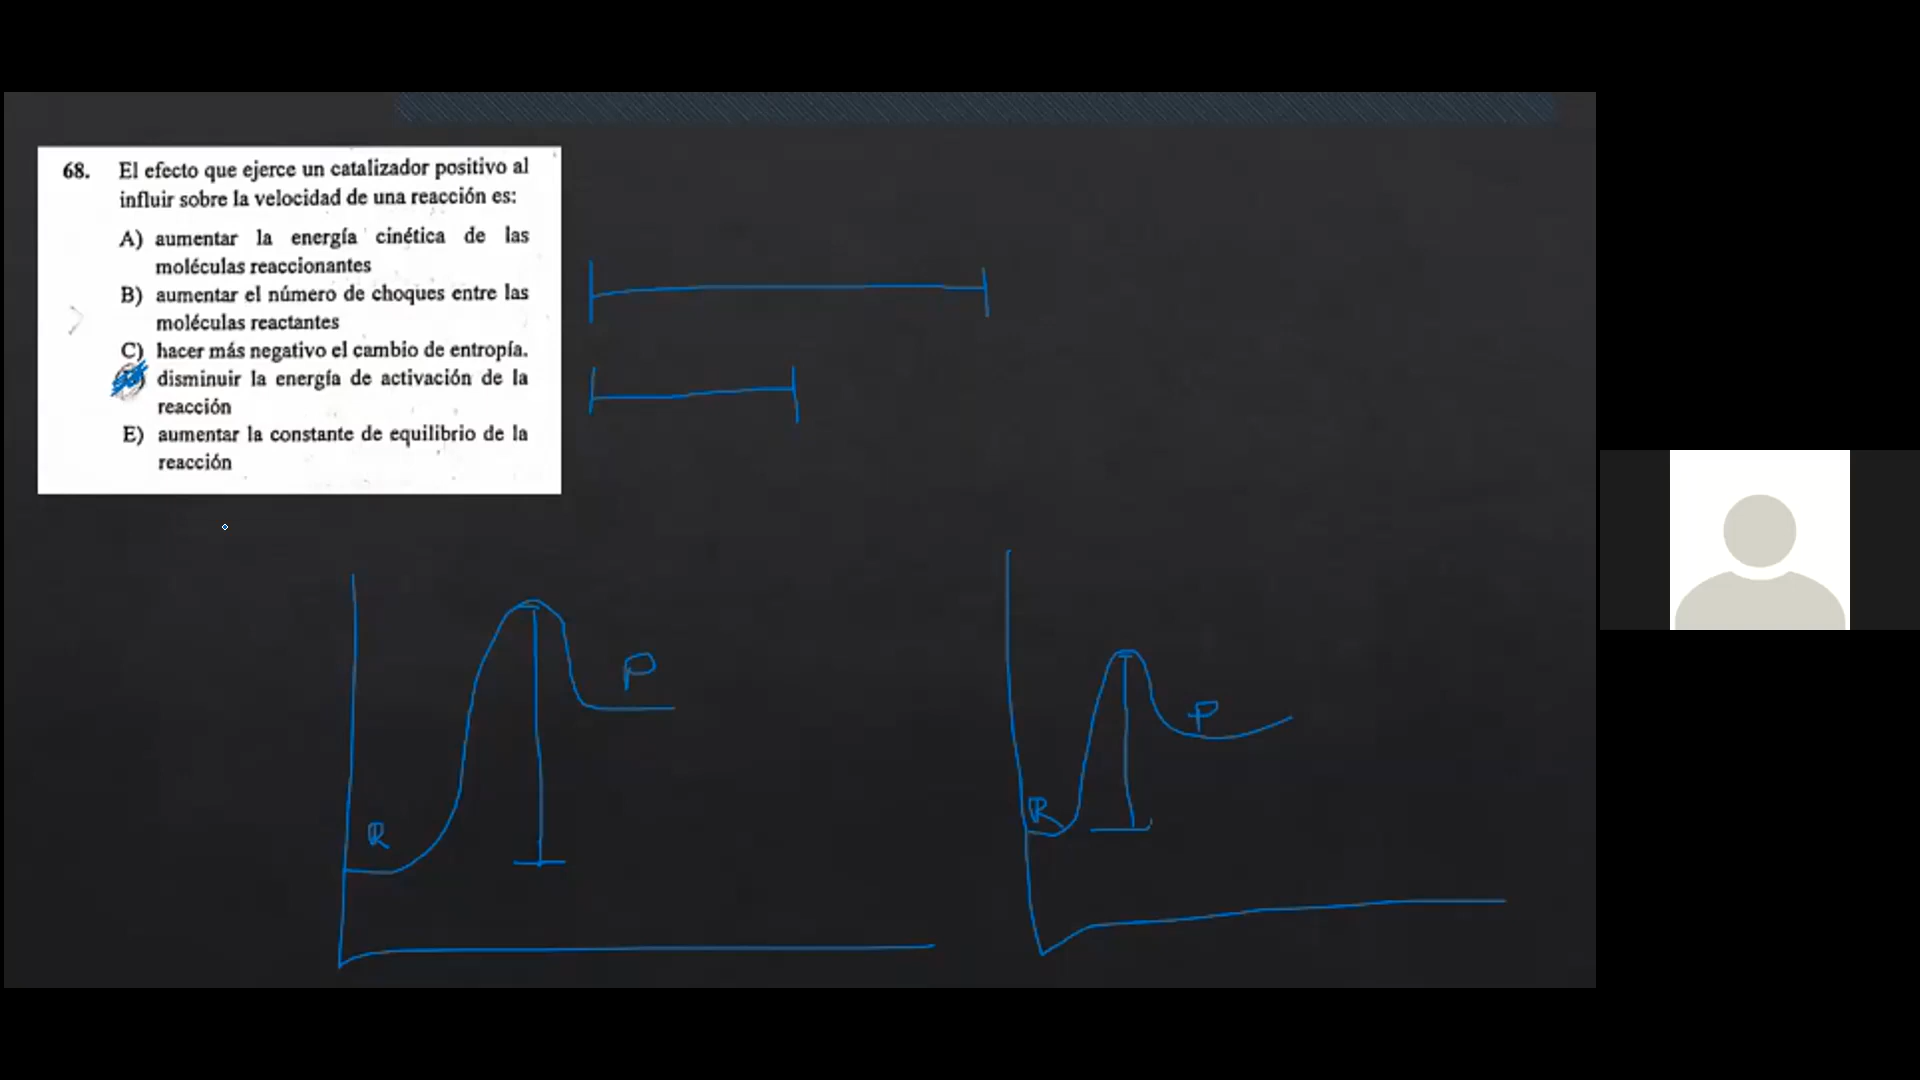 68. El efecto que ejerce un catalizador positivo al
influir sobre la velocidad de una reacción es:
A) aumentar la energía cinética de las
moléculas reaccionantes
B) aumentar el número de choques entre las
moléculas reactantes
C) hacer más negativo el cambio de entropía.
disminuir la energía de activación de la
reacción
E) aumentar la constante de equilibrio de la
reacción
P
R
P
R